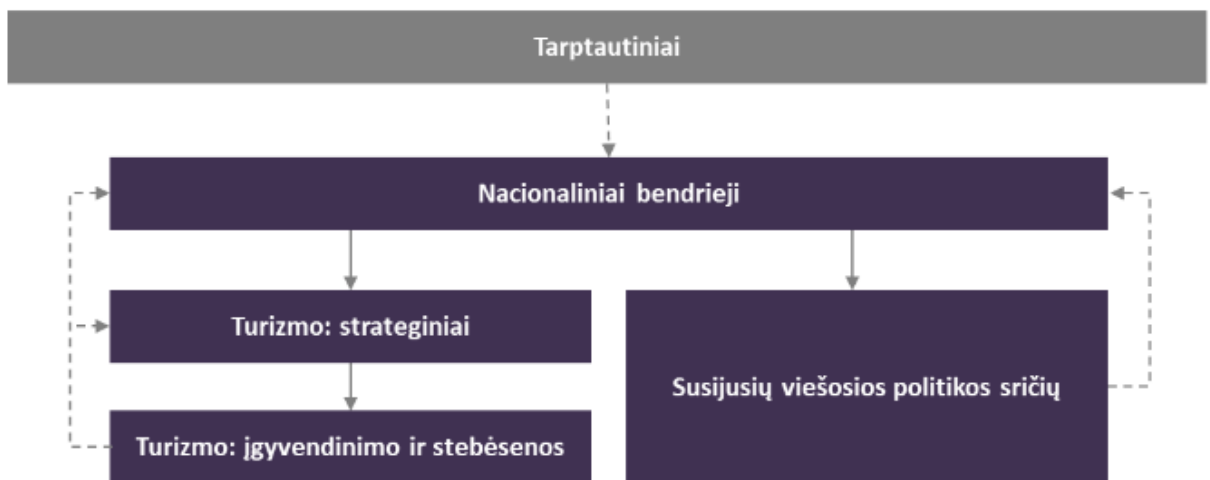 Tarptautiniai
Nacionaliniai bendrieji
Turizmo: strateginiai
Susijusių viešosios politikos sričių
Turizmo: įgyvendinimo ir stebėsenos